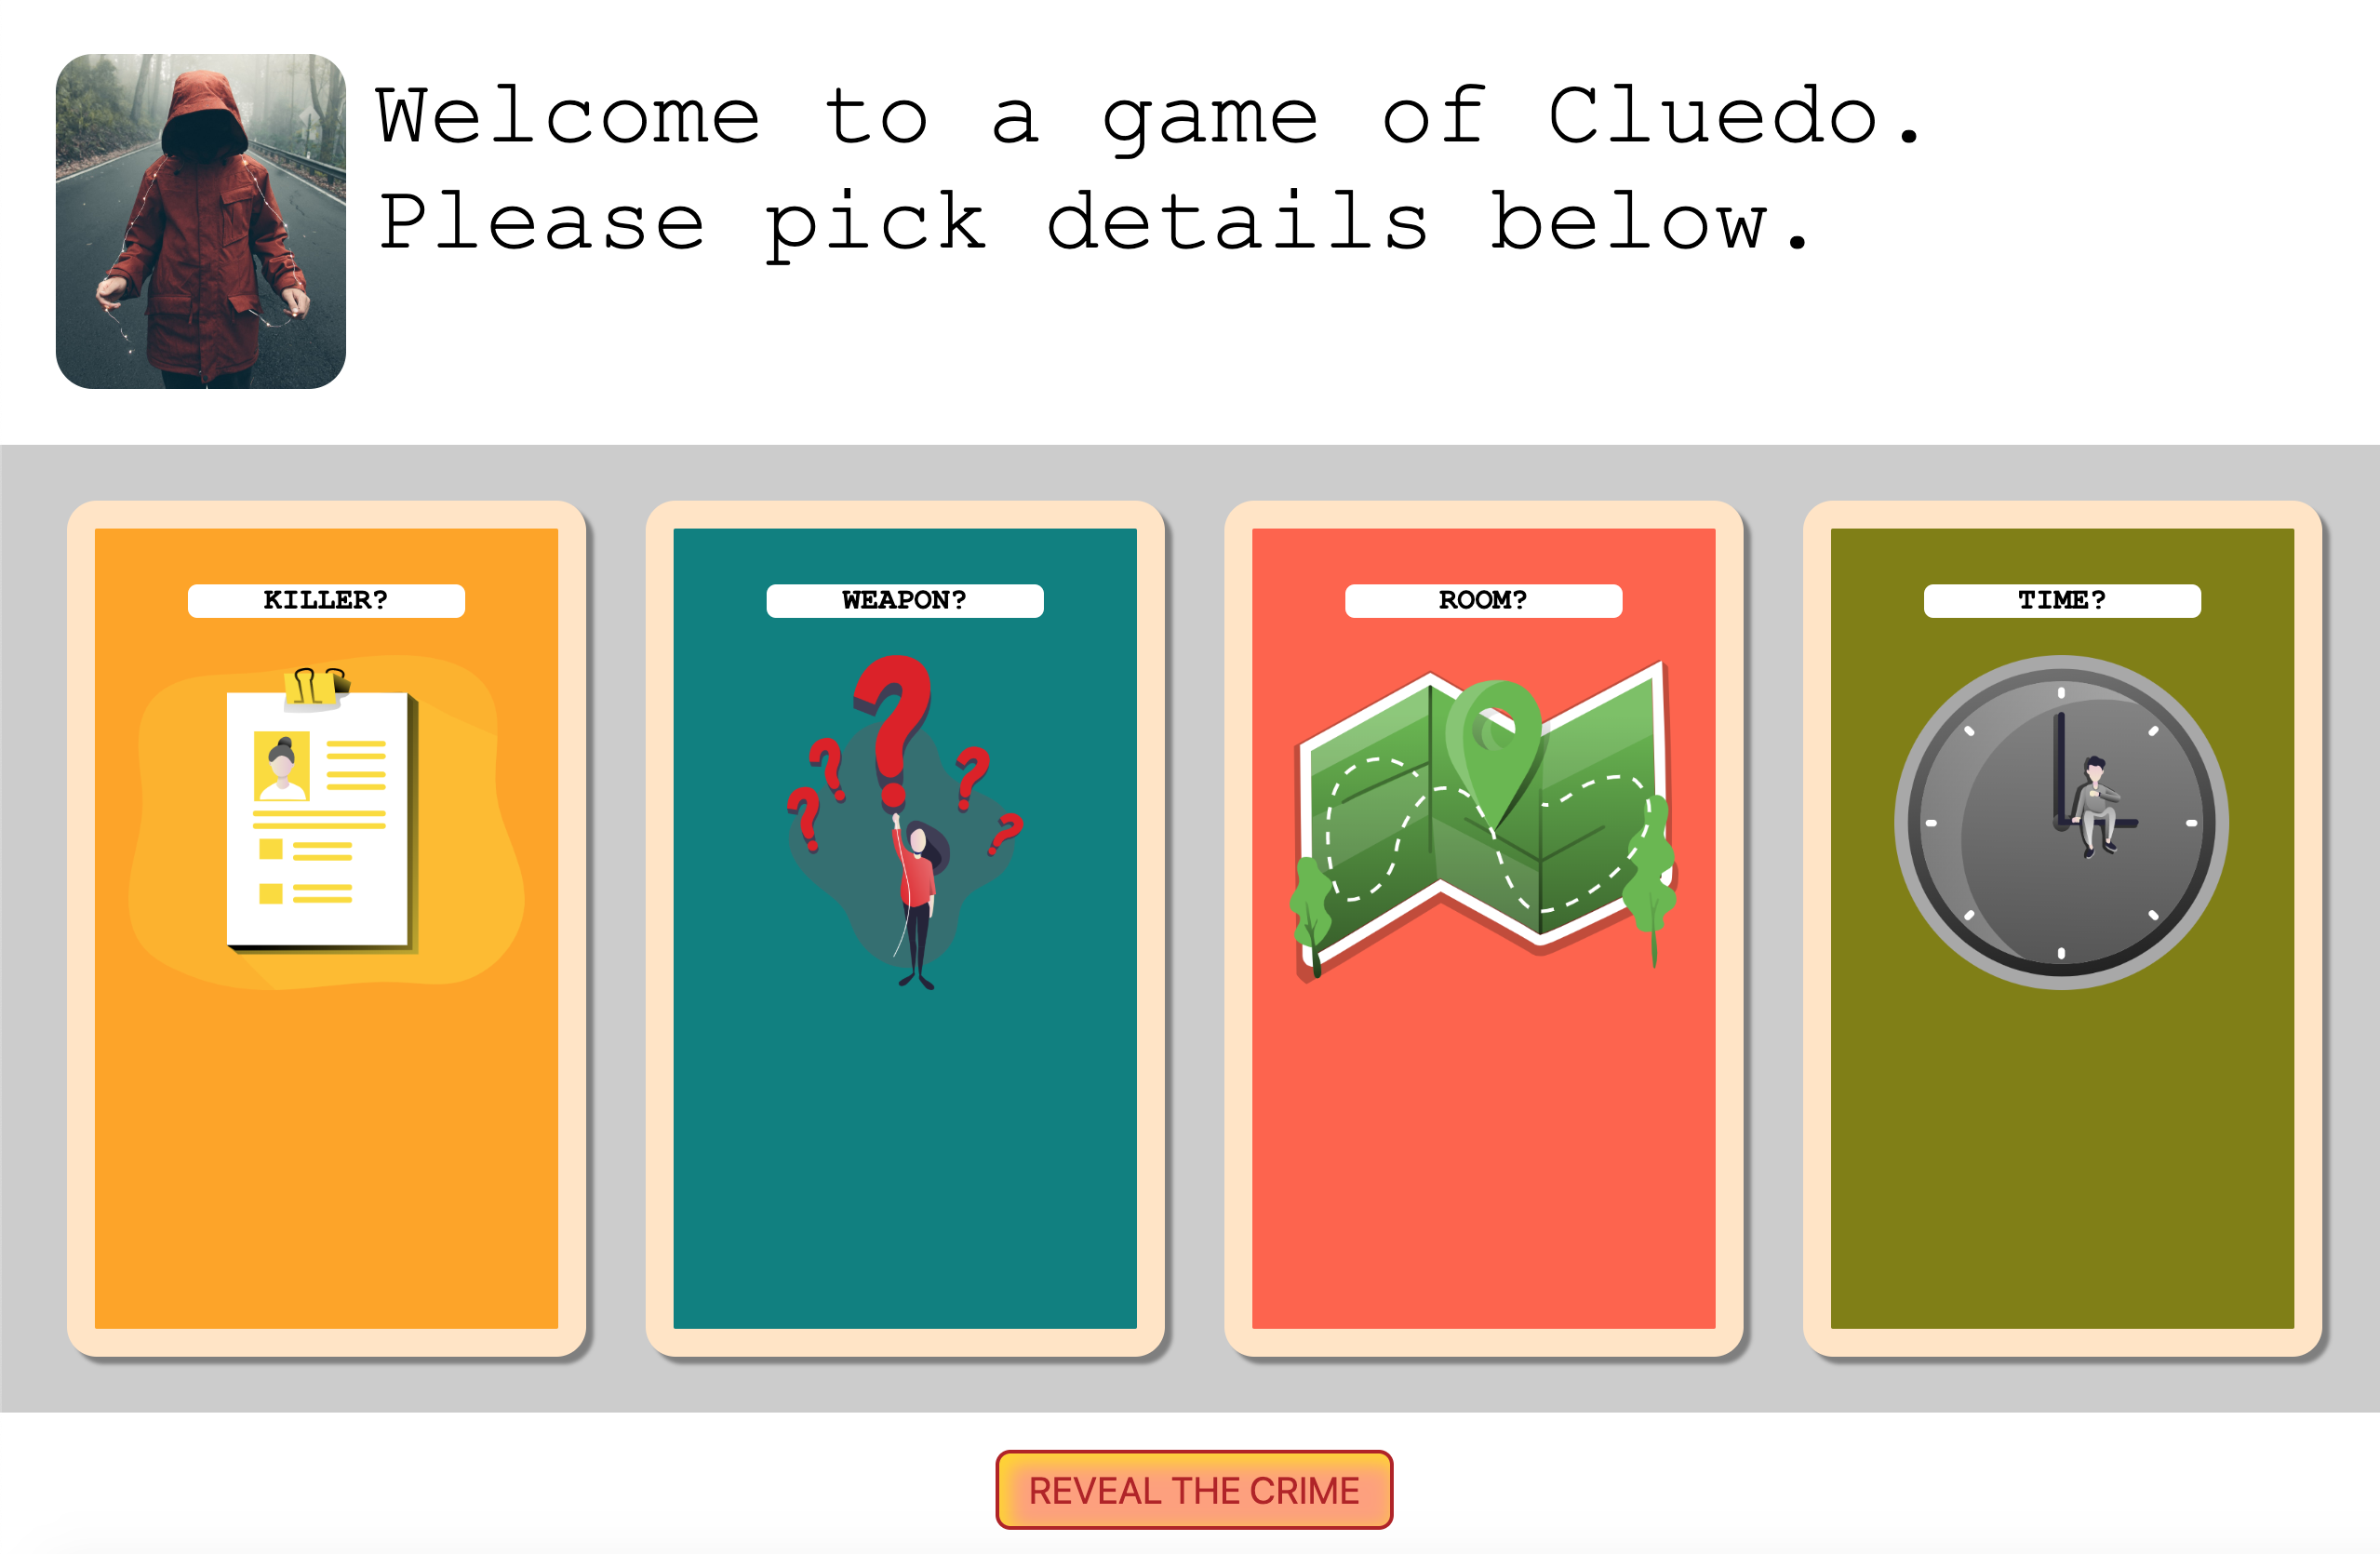 Welcome to a game of Cluedo.
Please pick details below.
KILLER?
WEAPON?
ROOM?
TIME?
REVEAL THE CRIME